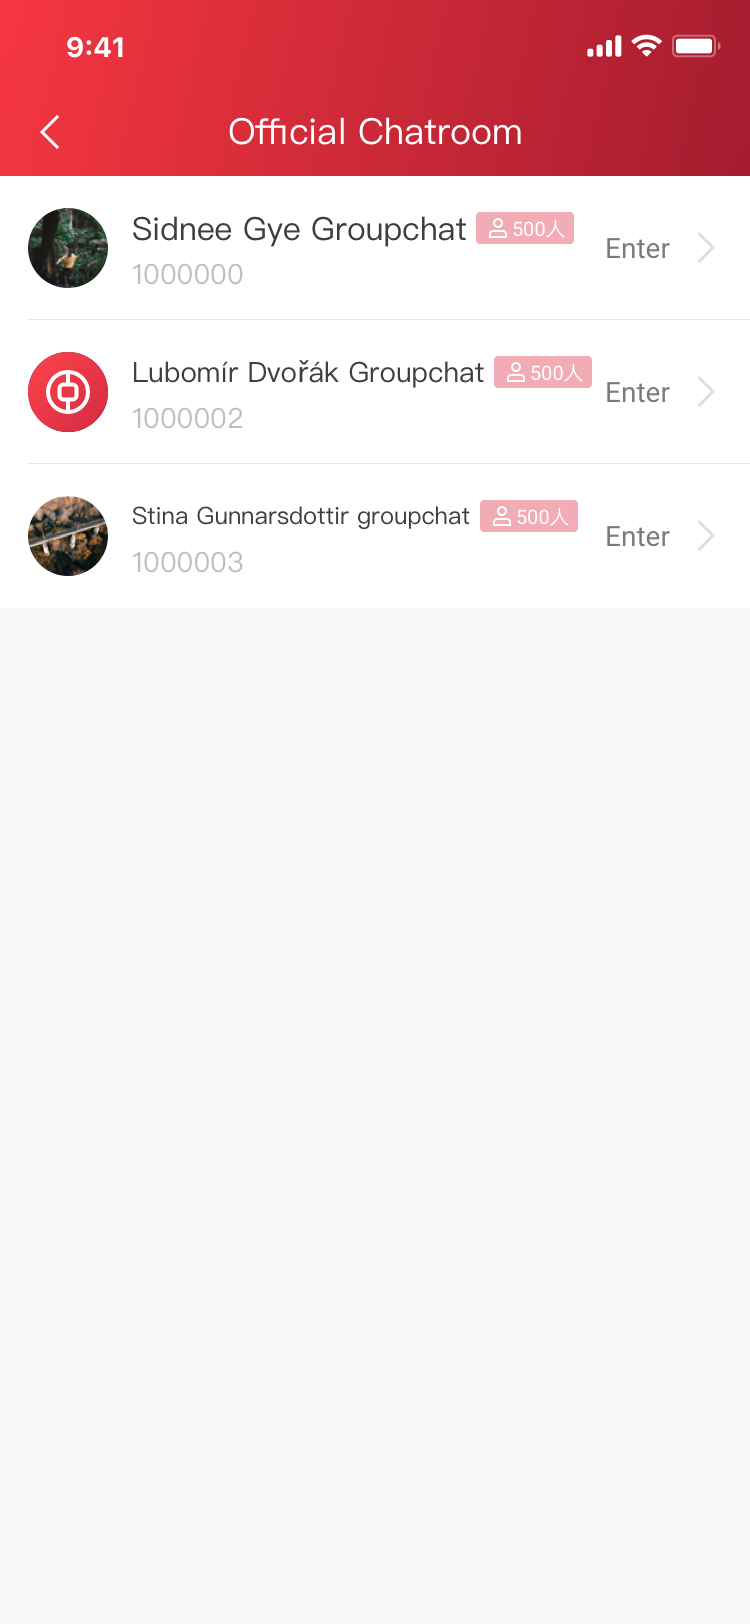 9:41
Official Chatroom
Sidnee Gye Groupchat 500人
1000000
Enter
Lubomír Dvořák Groupchat 500人
1000002
Enter
Stina Gunnarsdottir groupchat 500人
1000003
Enter